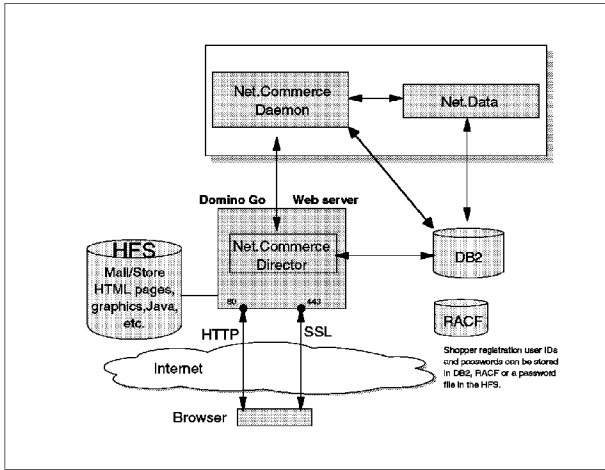 Net.Commerce
Daemon
Net.Data
Domino Go
Web server
HFS
Mall/Store
HTML pages,
graphics,Java,
etc.
Net.Commerce
Director
DB2
80
443
RACF
HTTP
SSL
Shopper registration user IDs
and passwords can be stored
in DB2, RACF or a password
file in the HFS.
Internet
Browser